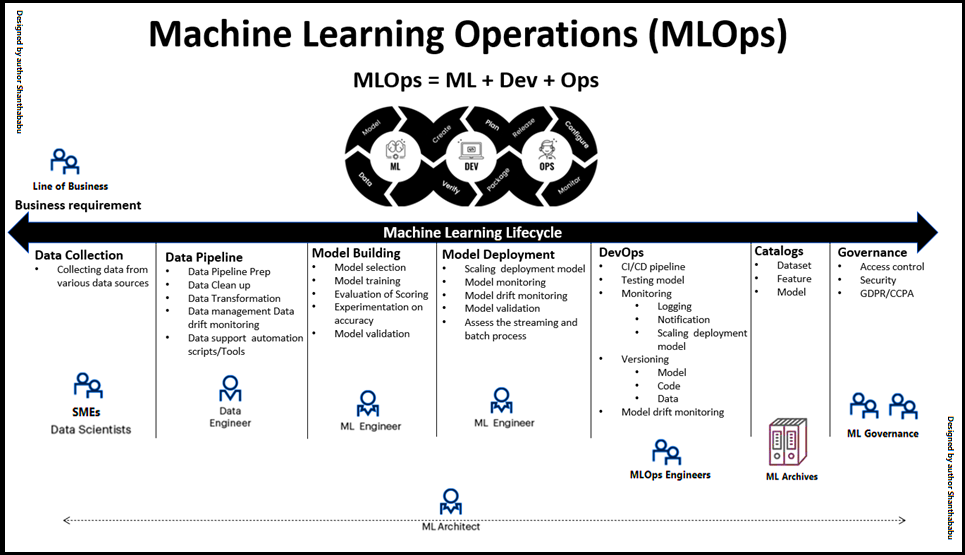 Designed by author Shanthababu
Machine Learning Operations (MLOps)
MLOps = ML + Dev + Ops
Model
Create
Plan
Release
Configure
ML
DEV
OPS
Data
Verify
Package
Monitor
Line of Business
Business requirement
Machine Learning Lifecycle
Data Collection
• Collecting data from
various data sources
SMEs
Data Scientists
Data Pipeline
• Data Pipeline Prep
• Data Clean up
• Data Transformation
• Data management Data
drift monitoring
• Data support automation
scripts/Tools
Data
Engineer
Model Building
• Model selection
• Model training
• Evaluation of Scoring
• Experimentation on
accuracy
• Model validation
ML Engineer
Model Deployment
• Scaling deployment model
• Model monitoring
• Model drift monitoring
• Model validation
• Assess the streaming and
batch process
ML Engineer
DevOps
• CI/CD pipeline
• Testing model
• Monitoring
• Logging
• Notification
• Scaling deployment
model
• Versioning
• Model
• Code
• Data
• Model drift monitoring
MLOps Engineers
Catalogs
• Dataset
• Feature
• Model
ML Archives
Governance
• Access control
• Security
• GDPR/CCPA
ML Governance
ML Architect
Designed by author Shanthababu